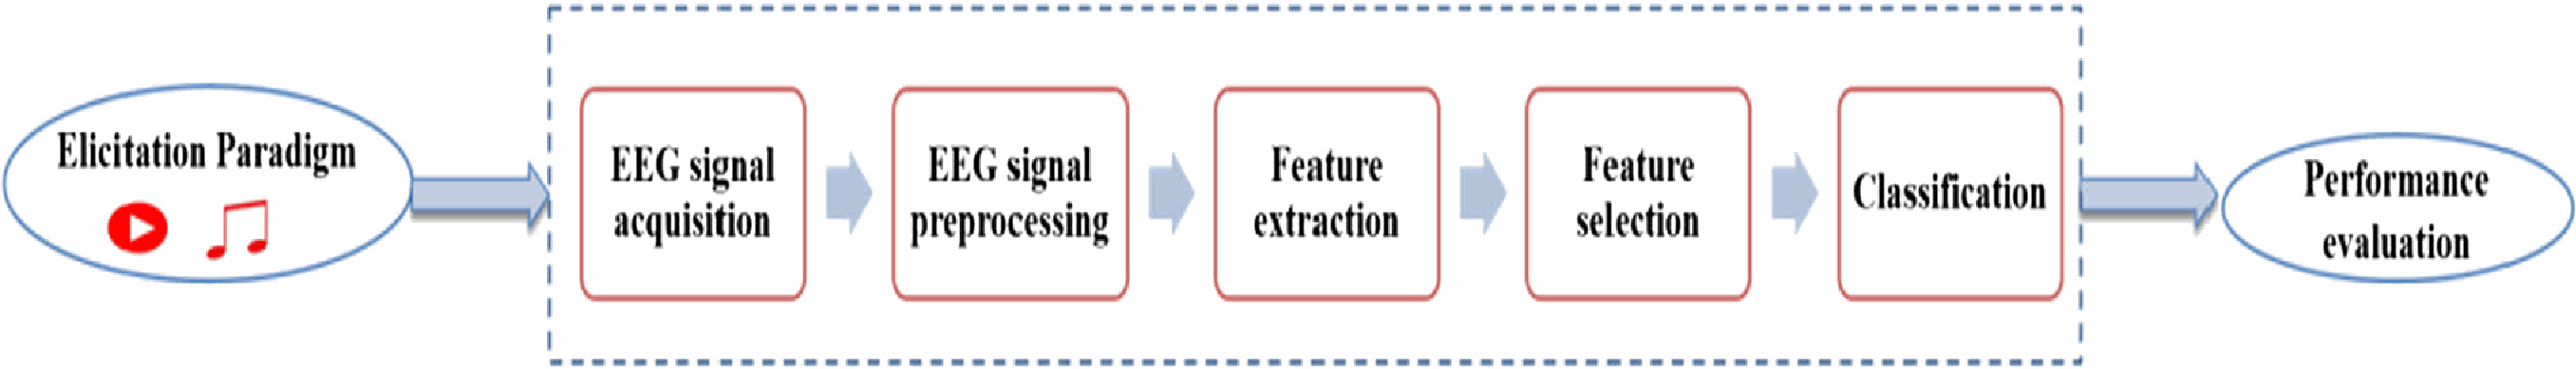 Elicitation Paradigm
EEG signal
acquisition
EEG signal
preprocessing
Feature
extraction
Feature
selection
Classification
Performance
evaluation